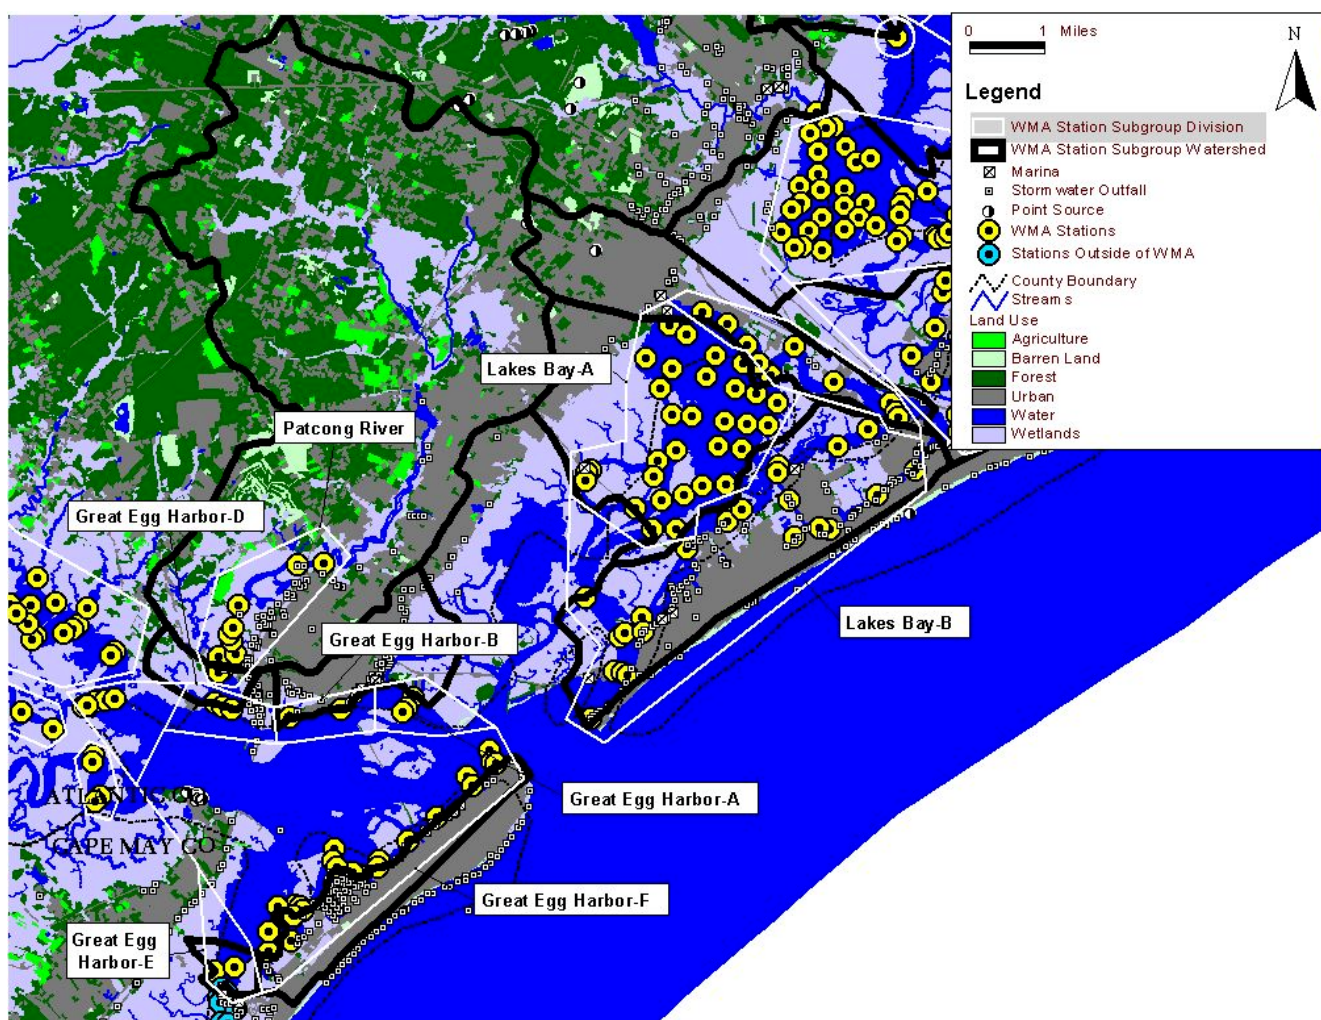 0 1 Miles
N
Legend
WMA Station Subgroup Division
WMA Station Subgroup Watershed
Marina
Storm water Outfall
Point Source
WMA Stations
Stations Outside of WMA
County Boundary
Streams
Land Use
Agriculture
Barren Land
Forest
Urban
Water
Wetlands
Lakes Bay-A
Patcong River
Great Egg Harbor-D
Great Egg Harbor-B
Lakes Bay-B
Great Egg Harbor-A
ATLANTIC CO
CAPE MAY CO
Great Egg Harbor-F
Great Egg
Harbor-E